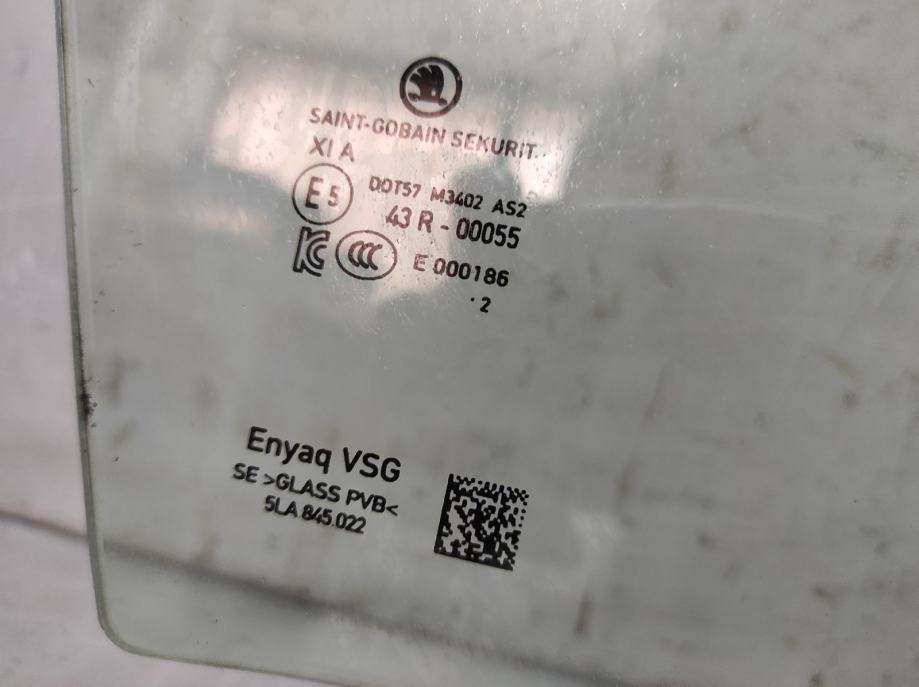 SAINT-GOBAIN SEKURIT
XI A
E5 DOT57 M3402 AS2
43 R - 00055
E 000186
· 2
Enyaq VSG
SE >GLASS PVB<
5LA 845.022